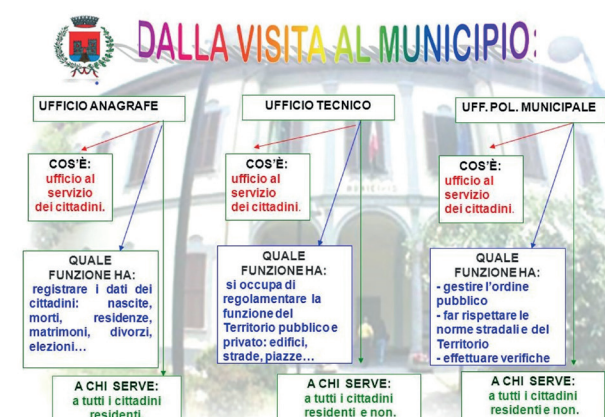 DALLA VISITA AL MUNICIPIO:
UFFICIO ANAGRAFE
COS'È:
ufficio al
servizio
dei cittadini.
QUALE
FUNZIONE HA:
registrare i dati dei
cittadini: nascite,
morti, residenze,
matrimoni, divorzi,
elezioni...
A CHI SERVE:
a tutti i cittadini
residenti.
UFFICIO TECNICO
COS'È:
ufficio al
servizio
dei cittadini.
QUALE
FUNZIONE HA:
si occupa di
regolamentare la
funzione del
Territorio pubblico e
privato: edifici,
strade, piazze...
A CHI SERVE:
a tutti i cittadini
residenti e non.
UFF. POL. MUNICIPALE
COS'È:
ufficio al
servizio
dei cittadini.
QUALE
FUNZIONE HA:
- gestire l'ordine
pubblico
- far rispettare le
norme stradali e del
Territorio
- effettuare verifiche
A CHI SERVE:
a tutti i cittadini
residenti e non.
MUNICIPIO